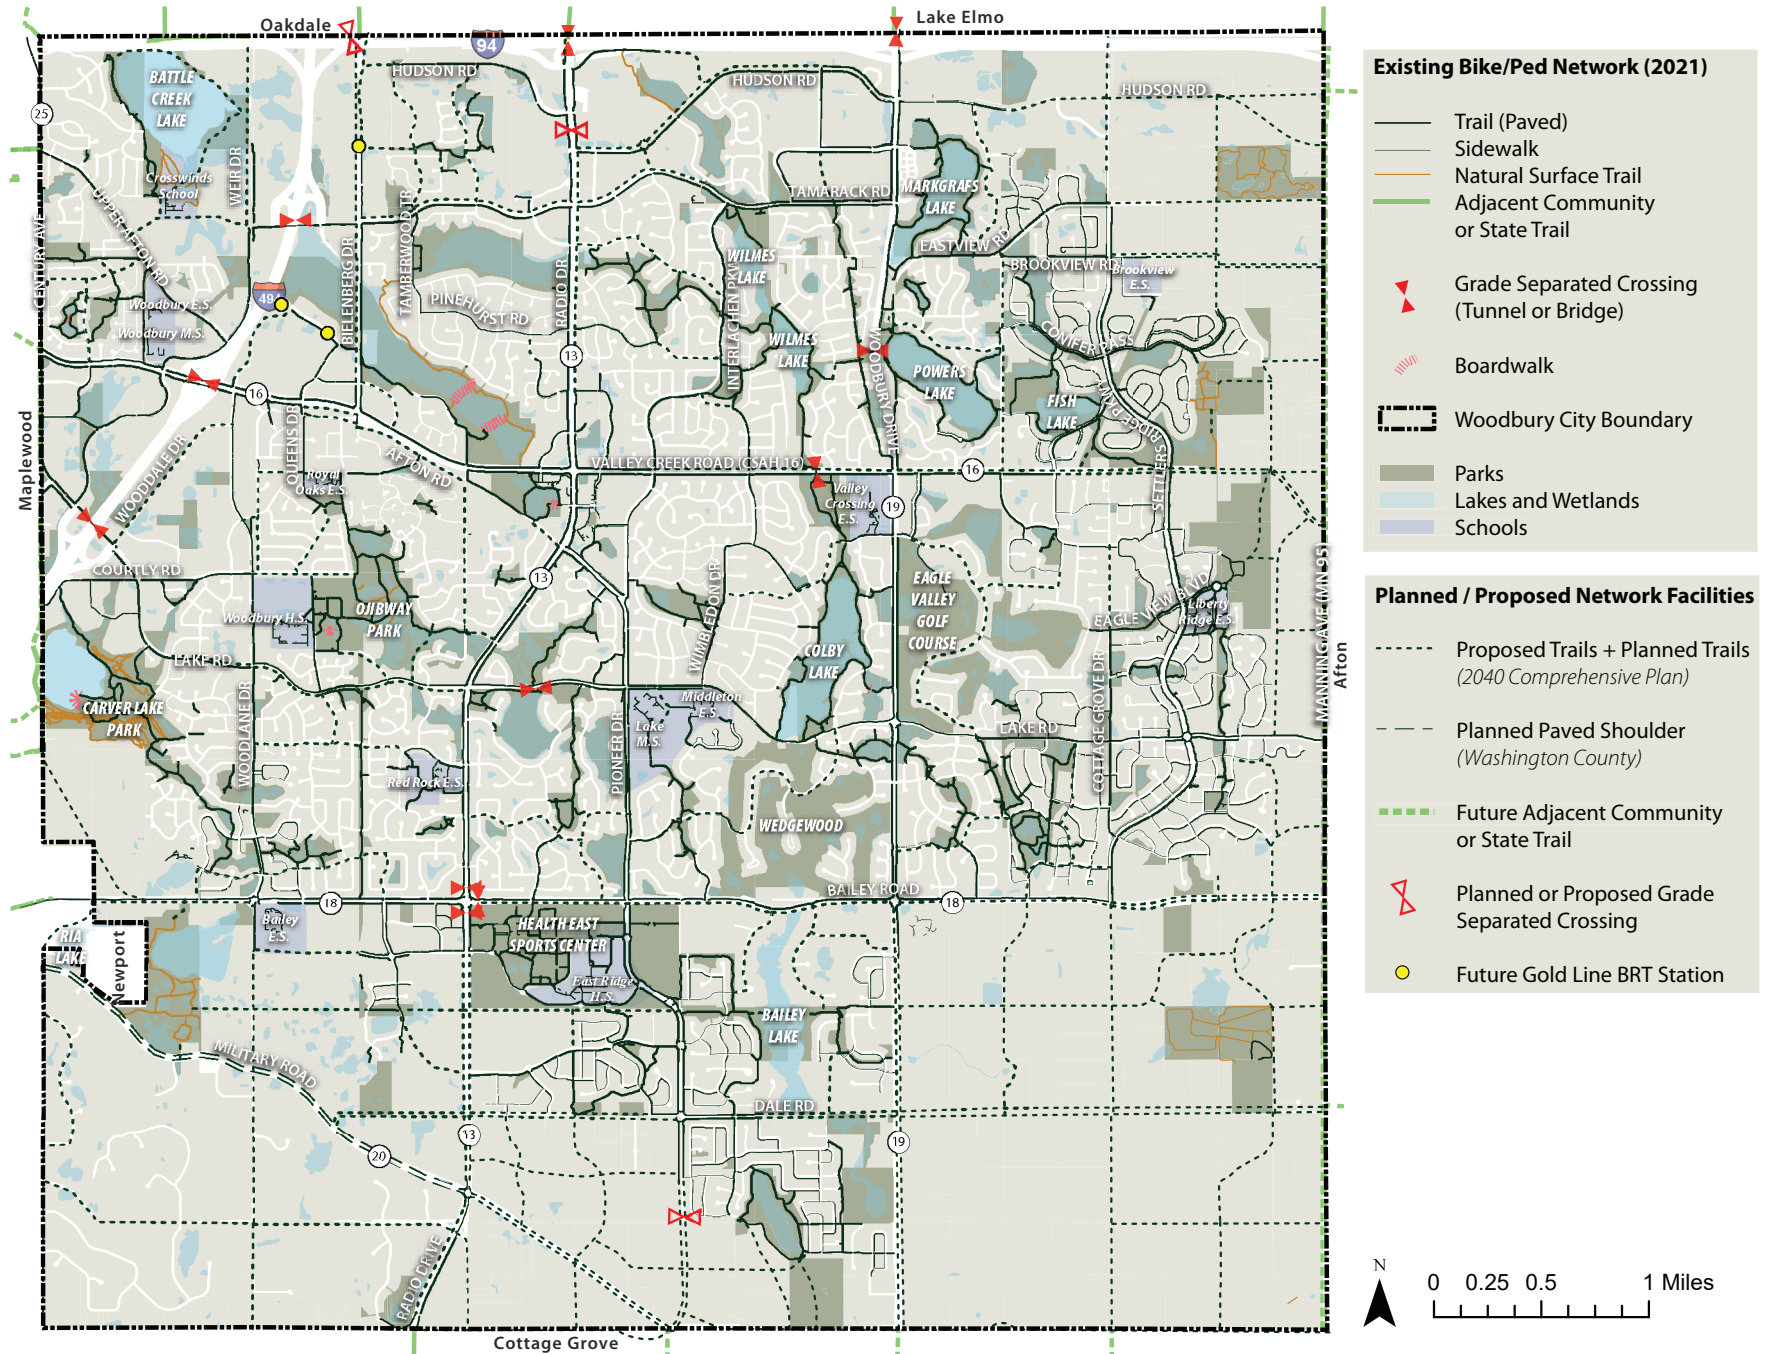 Oakdale
Lake Elmo
94
HUDSON RD
HUDSON RD
HUDSON RD
BATTLE
CREEK
LAKE
25
Crosswinds
School
WEIR DR
UPPER AFTON RD
CENTURY AVE
TAMARACK RD
MARKGRAFS
LAKE
TAMBERWOOD TR
BIELENBERG DR
RADIO DR
EASTVIEW RD
WILMES
LAKE
BROOKVIEW RD
Brookview
E.S.
494
Woodbury E.S.
Woodbury M.S.
PINEHURST RD
INTERLACHEN PKWY
WILMES
LAKE
WOODBURY DRIVE
CONIFER PASS
13
POWERS
LAKE
16
FISH
LAKE
Maplewood
WOODDALE DR
QUEENS DR
AFTON RD
VALLEY CREEK ROAD (CSAH 16)
16
Royal
Oaks E.S.
Valley
Crossing
E.S.
19
COURTLY RD
13
EAGLE
VALLEY
GOLF
COURSE
EAGLE VIEW BLVD
Liberty
Ridge E.S.
MANNING AVE (MN 95)
Afton
Woodbury H.S.
OJIBWAY
PARK
WIMBLEDON DR
COLBY
LAKE
LAKE RD
COTTAGE GROVE DR
CARVER LAKE
PARK
WOODLANE DR
PIONEER DR
Middleton
E.S.
Lake
M.S.
LAKE RD
Red Rock E.S.
WEDGEWOOD
BAILEY ROAD
18
18
Bailey
E.S.
HEALTH EAST
SPORTS CENTER
RIA
LAKE
Newport
East Ridge
H.S.
BAILEY
LAKE
MILITARY ROAD
DALE RD
20
13
19
RADIO DRIVE
Cottage Grove
Existing Bike/Ped Network (2021)
Trail (Paved)
Sidewalk
Natural Surface Trail
Adjacent Community
or State Trail
Grade Separated Crossing
(Tunnel or Bridge)
Boardwalk
Woodbury City Boundary
Parks
Lakes and Wetlands
Schools
Planned / Proposed Network Facilities
Proposed Trails + Planned Trails
(2040 Comprehensive Plan)
Planned Paved Shoulder
(Washington County)
Future Adjacent Community
or State Trail
Planned or Proposed Grade
Separated Crossing
Future Gold Line BRT Station
N
0 0.25 0.5 1 Miles